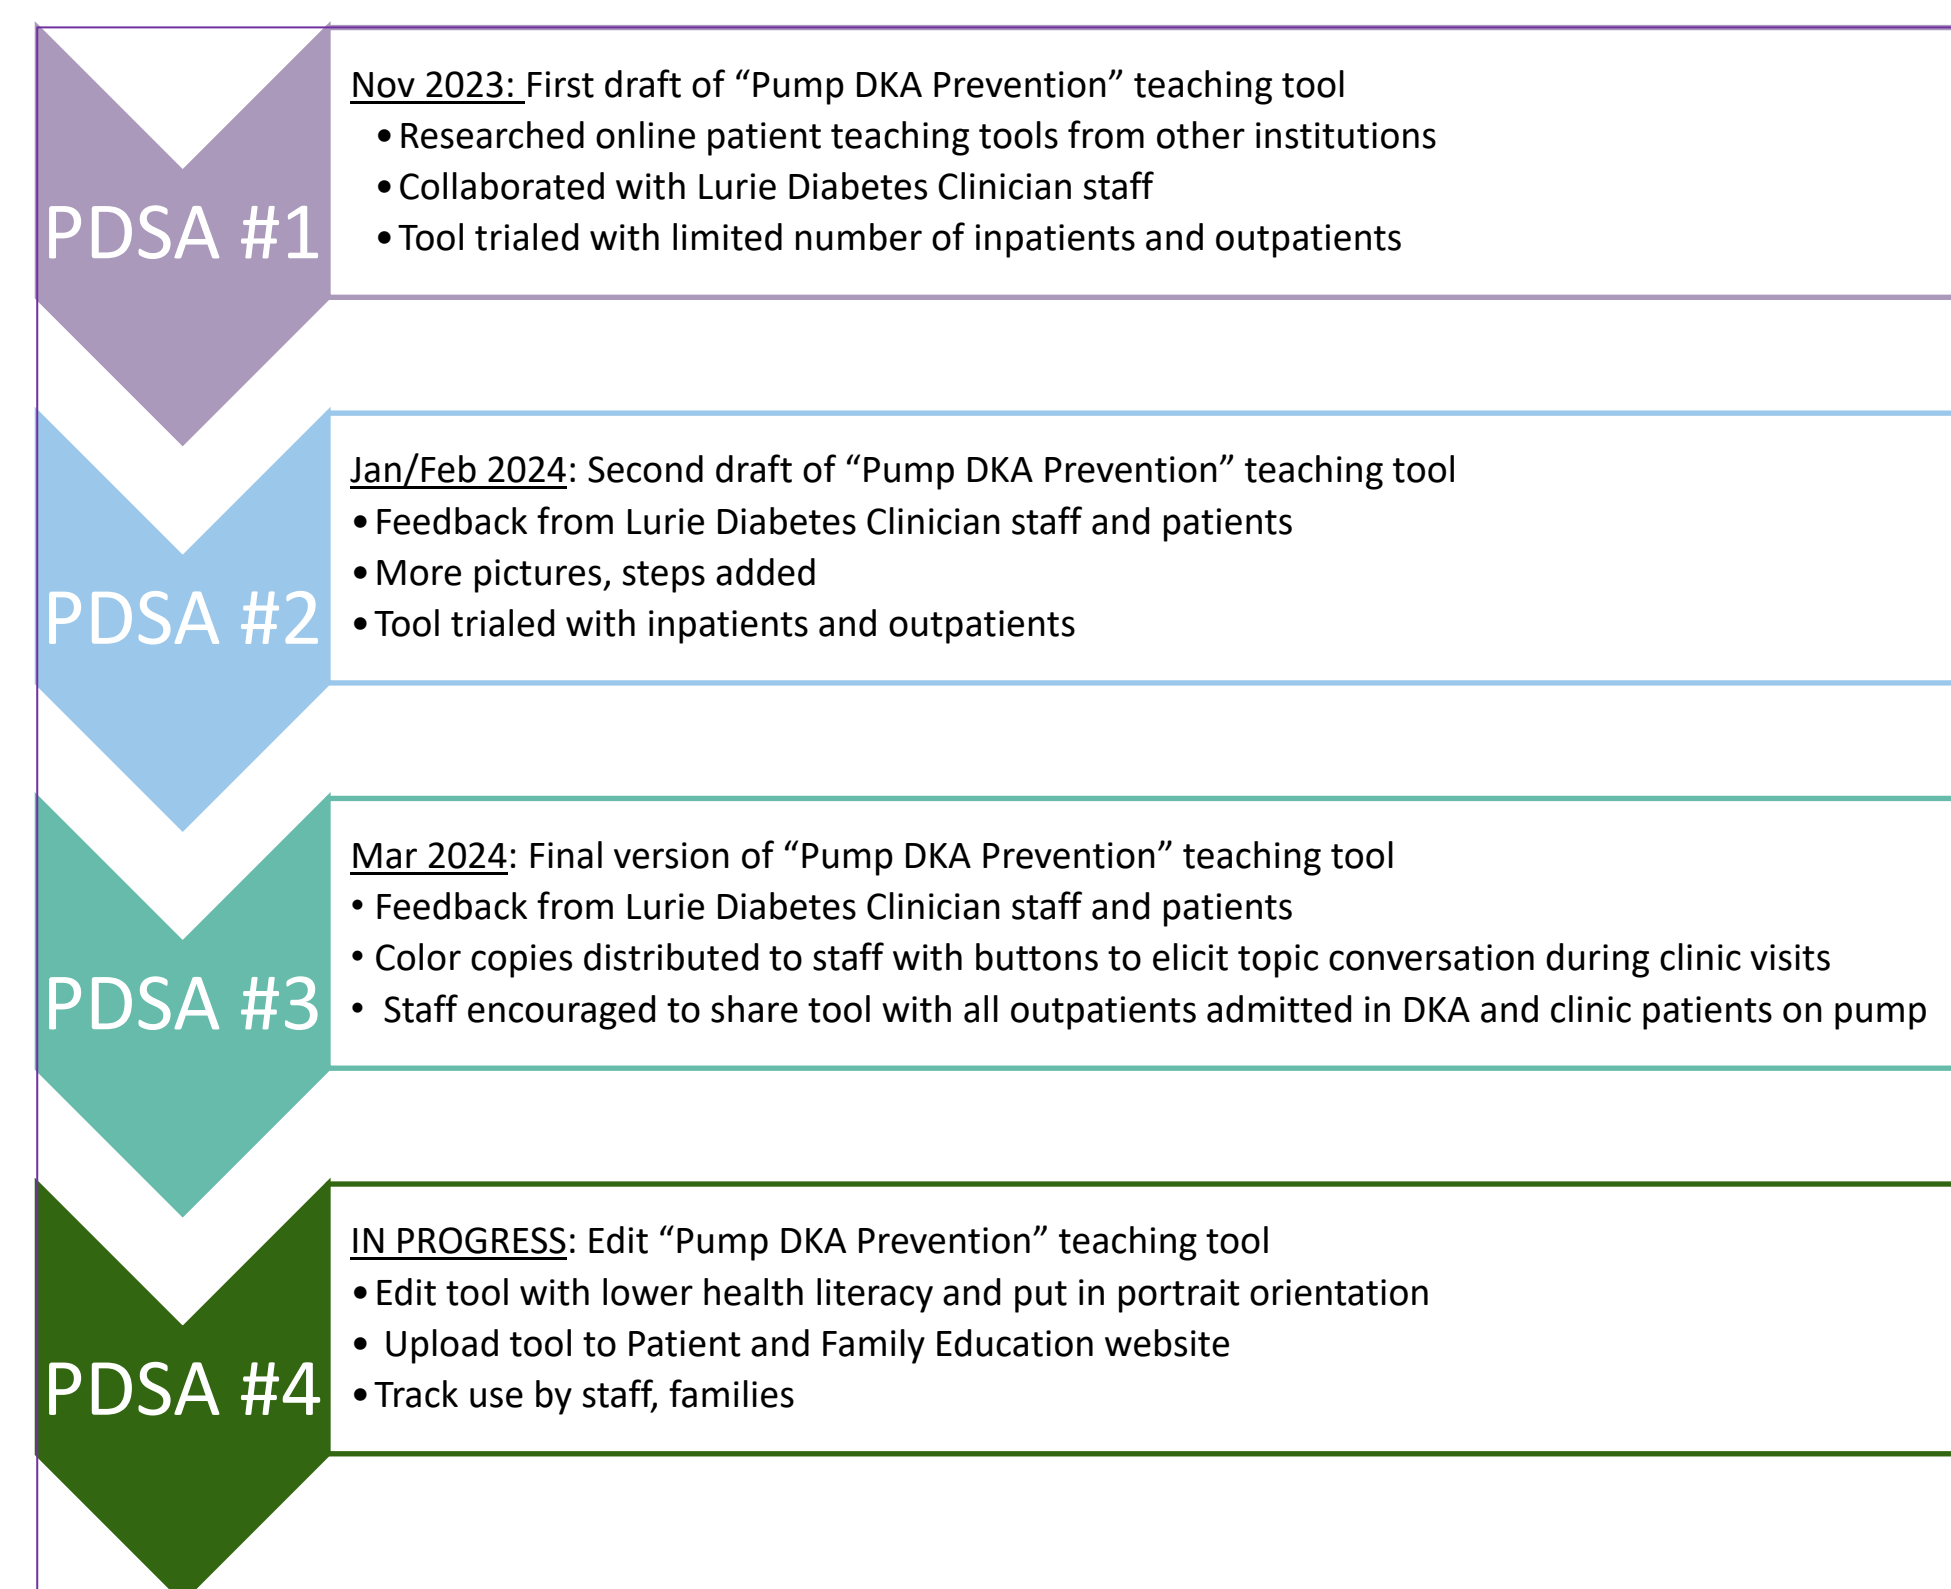 PDSA #1
Nov 2023: First draft of “Pump DKA Prevention” teaching tool
•Researched online patient teaching tools from other institutions
•Collaborated with Lurie Diabetes Clinician staff
•Tool trialed with limited number of inpatients and outpatients
PDSA #2
Jan/Feb 2024: Second draft of “Pump DKA Prevention” teaching tool
•Feedback from Lurie Diabetes Clinician staff and patients
•More pictures, steps added
•Tool trialed with inpatients and outpatients
PDSA #3
Mar 2024: Final version of “Pump DKA Prevention” teaching tool
• Feedback from Lurie Diabetes Clinician staff and patients
• Color copies distributed to staff with buttons to elicit topic conversation during clinic visits
• Staff encouraged to share tool with all outpatients admitted in DKA and clinic patients on pump
PDSA #4
IN PROGRESS: Edit “Pump DKA Prevention” teaching tool
•Edit tool with lower health literacy and put in portrait orientation
• Upload tool to Patient and Family Education website
•Track use by staff, families